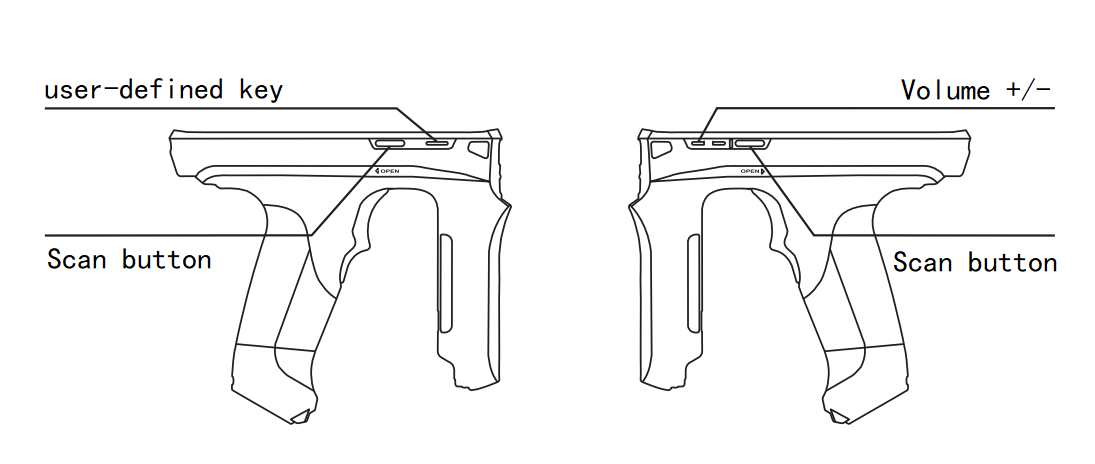 user-defined key
Volume +/-
OPEN
OPEN
Scan button
Scan button